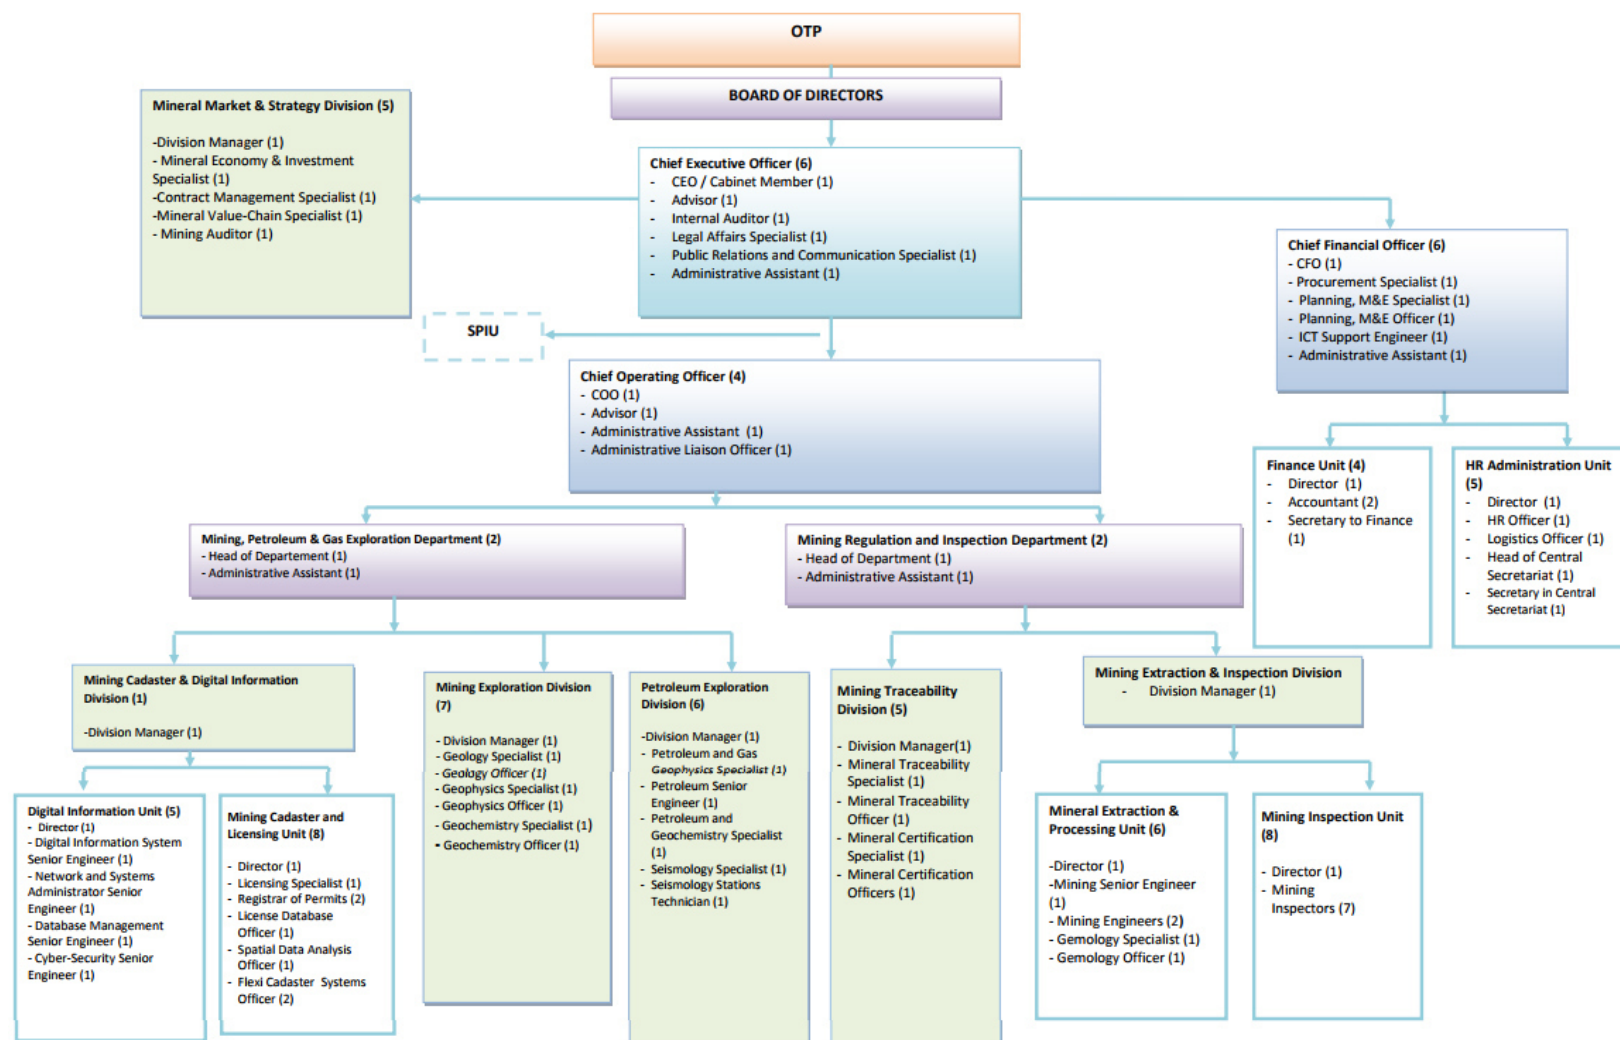 OTP
BOARD OF DIRECTORS
Mineral Market & Strategy Division (5)
-Division Manager (1)
- Mineral Economy & Investment
Specialist (1)
-Contract Management Specialist (1)
-Mineral Value-Chain Specialist (1)
- Mining Auditor (1)
Chief Executive Officer (6)
- CEO / Cabinet Member (1)
- Advisor (1)
- Internal Auditor (1)
- Legal Affairs Specialist (1)
- Public Relations and Communication Specialist (1)
- Administrative Assistant (1)
Chief Financial Officer (6)
- CFO (1)
- Procurement Specialist (1)
- Planning, M&E Specialist (1)
- Planning, M&E Officer (1)
- ICT Support Engineer (1)
- Administrative Assistant (1)
SPIU
Chief Operating Officer (4)
- COO (1)
- Advisor (1)
- Administrative Assistant (1)
- Administrative Liaison Officer (1)
Finance Unit (4)
- Director (1)
- Accountant (2)
- Secretary to Finance
(1)
HR Administration Unit
(5)
- Director (1)
- HR Officer (1)
- Logistics Officer (1)
- Head of Central
Secretariat (1)
- Secretary in Central
Secretariat (1)
Mining, Petroleum & Gas Exploration Department (2)
- Head of Departement (1)
- Administrative Assistant (1)
Mining Regulation and Inspection Department (2)
- Head of Department (1)
- Administrative Assistant (1)
Mining Cadaster & Digital Information
Division (1)
-Division Manager (1)
Mining Exploration Division
(7)
- Division Manager (1)
- Geology Specialist (1)
- Geology Officer (1)
- Geophysics Specialist (1)
- Geophysics Officer (1)
- Geochemistry Specialist (1)
- Geochemistry Officer (1)
Petroleum Exploration
Division (6)
-Division Manager (1)
- Petroleum and Gas
Geophysics Specialist (1)
- Petroleum Senior
Engineer (1)
- Petroleum and
Geochemistry Specialist
(1)
- Seismology Specialist (1)
- Seismology Stations
Technician (1)
Mining Traceability
Division (5)
- Division Manager(1)
- Mineral Traceability
Specialist (1)
- Mineral Traceability
Officer (1)
- Mineral Certification
Specialist (1)
- Mineral Certification
Officers (1)
Mining Extraction & Inspection Division
- Division Manager (1)
Digital Information Unit (5)
- Director (1)
- Digital Information System
Senior Engineer (1)
- Network and Systems
Administrator Senior
Engineer (1)
- Database Management
Senior Engineer (1)
- Cyber-Security Senior
Engineer (1)
Mining Cadaster and
Licensing Unit (8)
- Director (1)
- Licensing Specialist (1)
- Registrar of Permits (2)
- License Database
Officer (1)
- Spatial Data Analysis
Officer (1)
- Flexi Cadaster Systems
Officer (2)
Mineral Extraction &
Processing Unit (6)
-Director (1)
-Mining Senior Engineer
(1)
- Mining Engineers (2)
- Gemology Specialist (1)
- Gemology Officer (1)
Mining Inspection Unit
(8)
- Director (1)
- Mining
Inspectors (7)